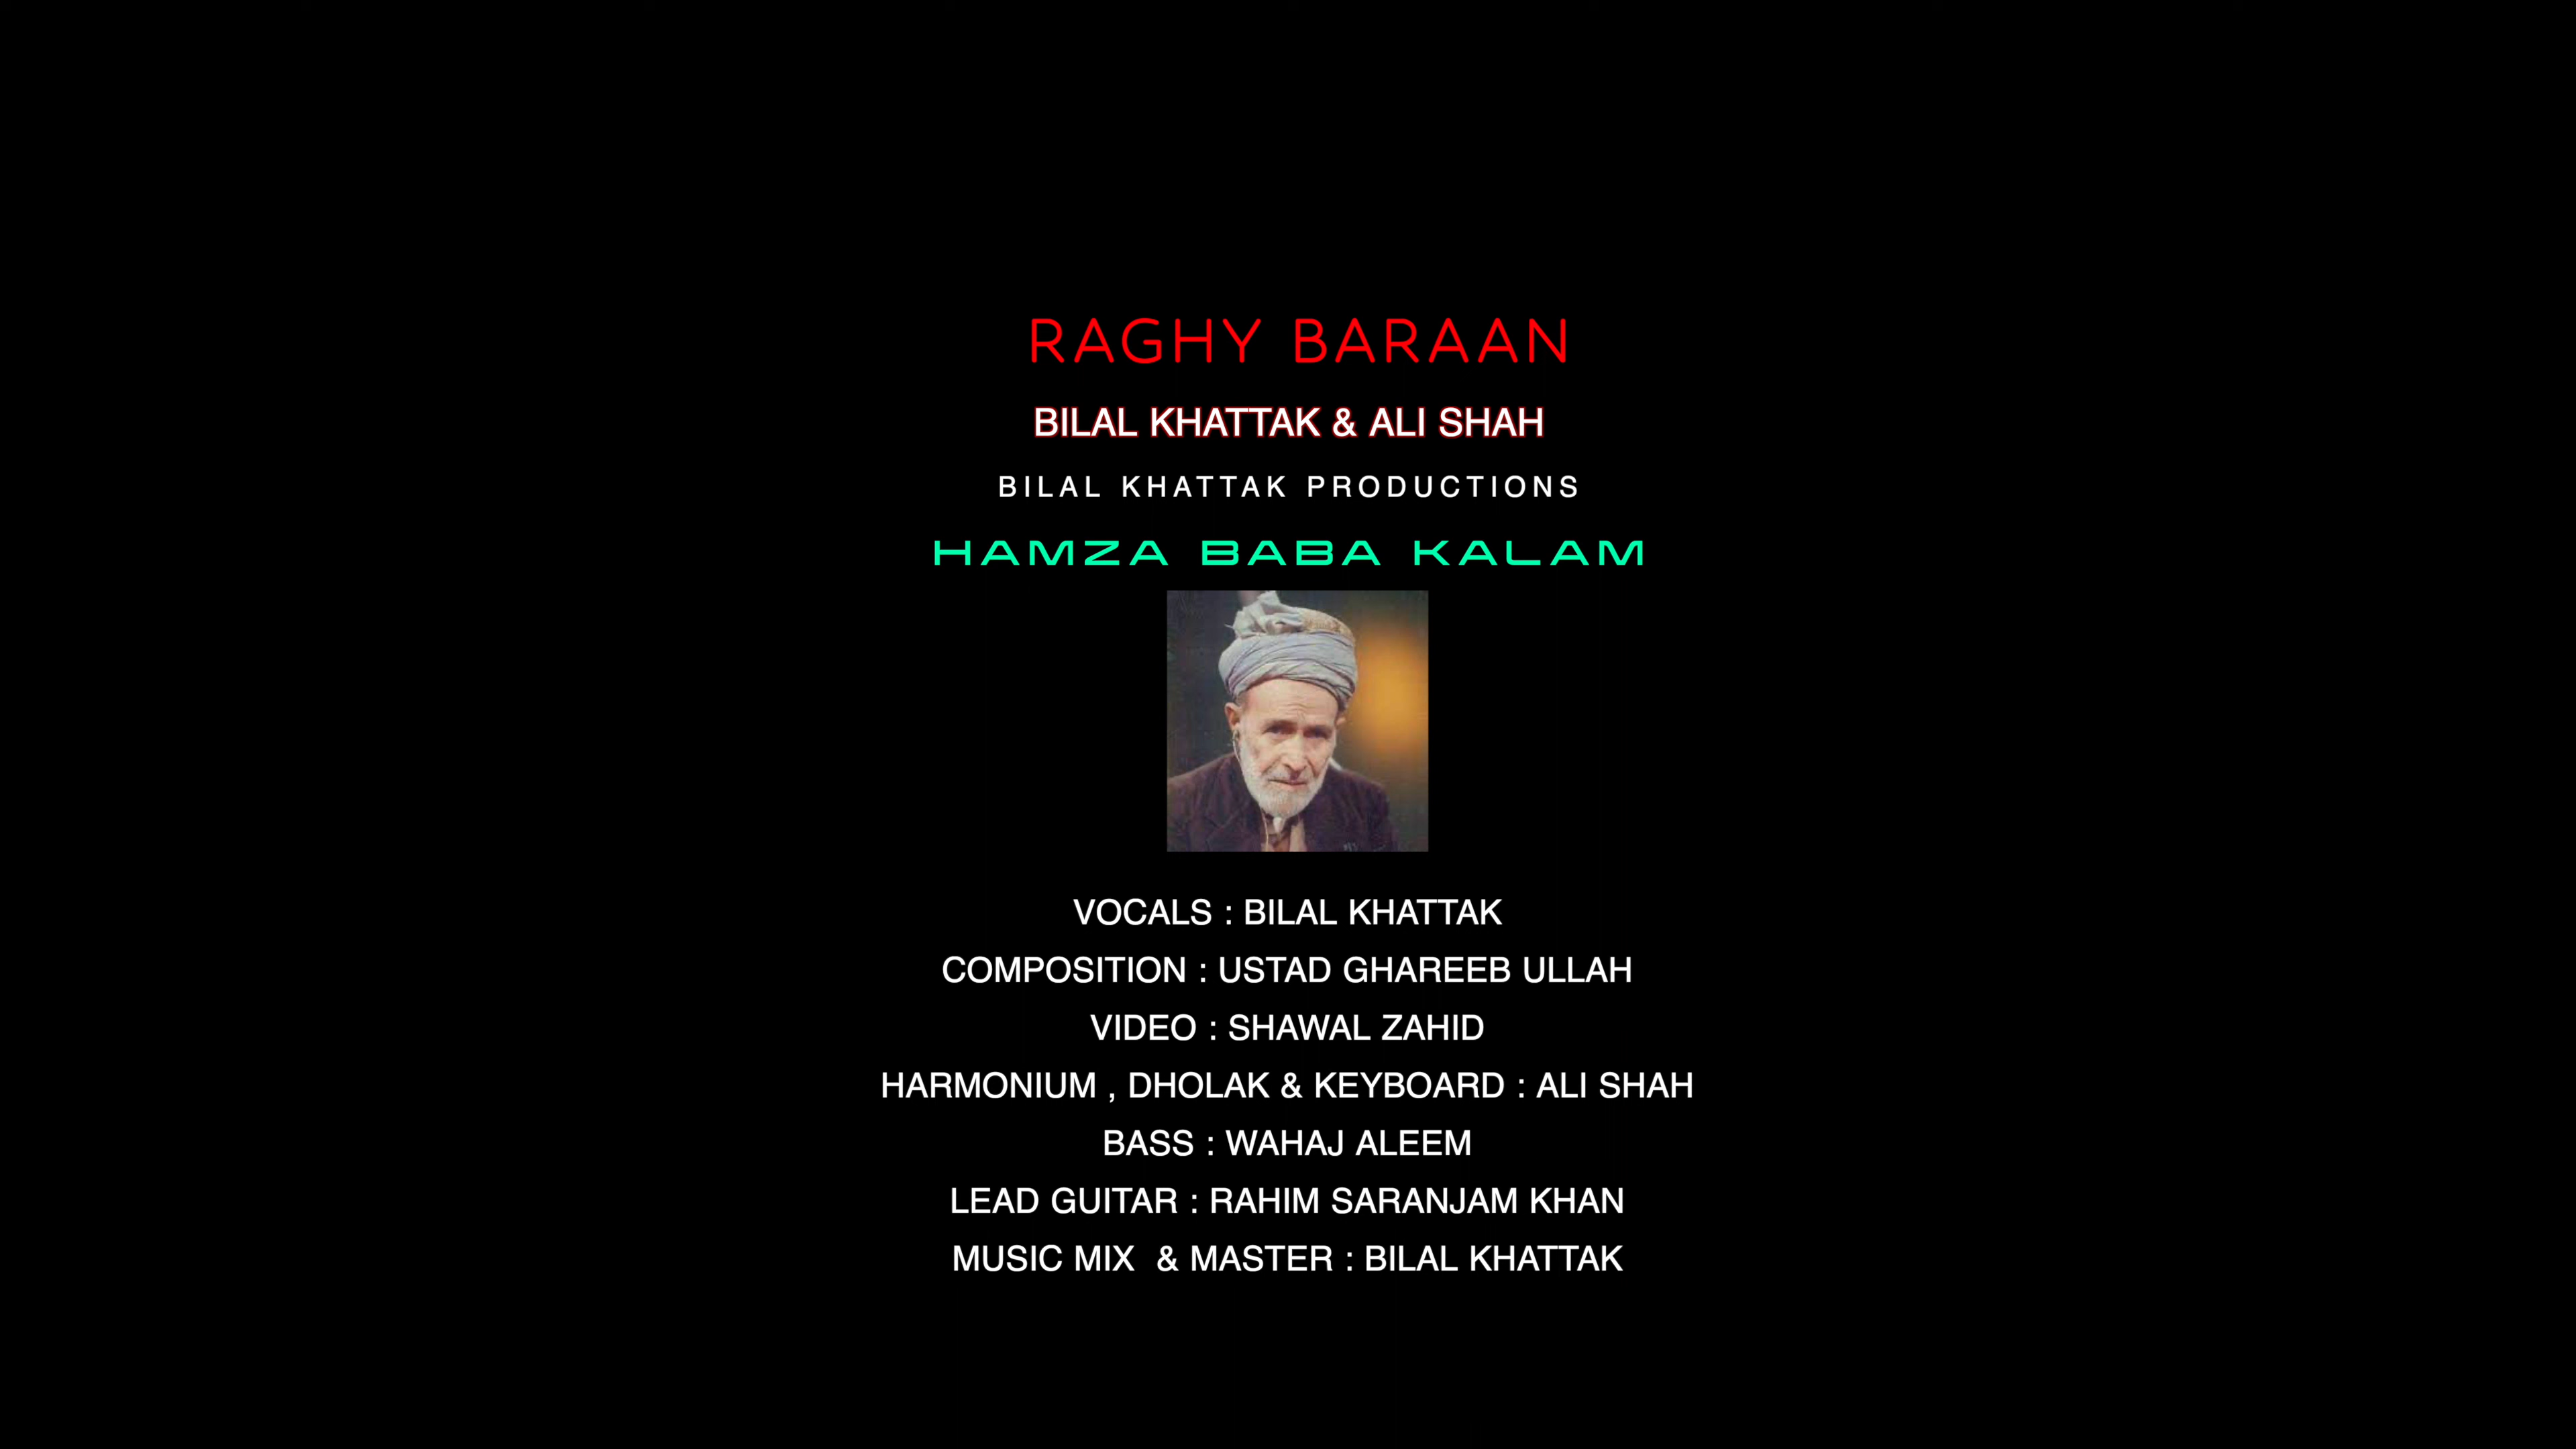 RAGHY BARAAN
BILAL KHATTAK & ALI SHAH
BILAL KHATTAK PRODUCTIONS
HAMZA BABA KALAM
VOCALS : BILAL KHATTAK
COMPOSITION : USTAD GHAREEB ULLAH
VIDEO : SHAWAL ZAHID
HARMONIUM , DHOLAK & KEYBOARD : ALI SHAH
BASS : WAHAJ ALEEM
LEAD GUITAR : RAHIM SARANJAM KHAN
MUSIC MIX  & MASTER : BILAL KHATTAK